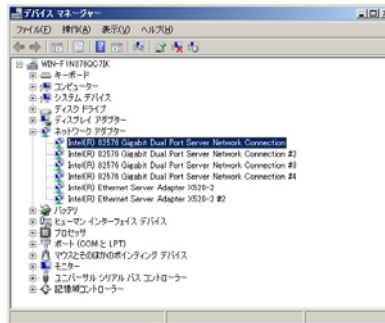 デバイス マネージャー
ファイル(F) 操作(A) 表示(V) ヘルプ(H)
WIN-F1N876QC7IK
キーボード
コンピューター
システム デバイス
ディスク ドライブ
ディスプレイ アダプター
ネットワーク アダプター
Intel(R) 82576 Gigabit Dual Port Server Network Connection
Intel(R) 82576 Gigabit Dual Port Server Network Connection #2
Intel(R) 82576 Gigabit Dual Port Server Network Connection #3
Intel(R) 82576 Gigabit Dual Port Server Network Connection #4
Intel(R) Ethernet Server Adapter X520-2
Intel(R) Ethernet Server Adapter X520-2 #2
バッテリ
ヒューマン インターフェイス デバイス
プロセッサ
ポート (COM と LPT)
マウスとそのほかのポインティング デバイス
モニター
ユニバーサル シリアル バス コントローラー
記憶域コントローラー